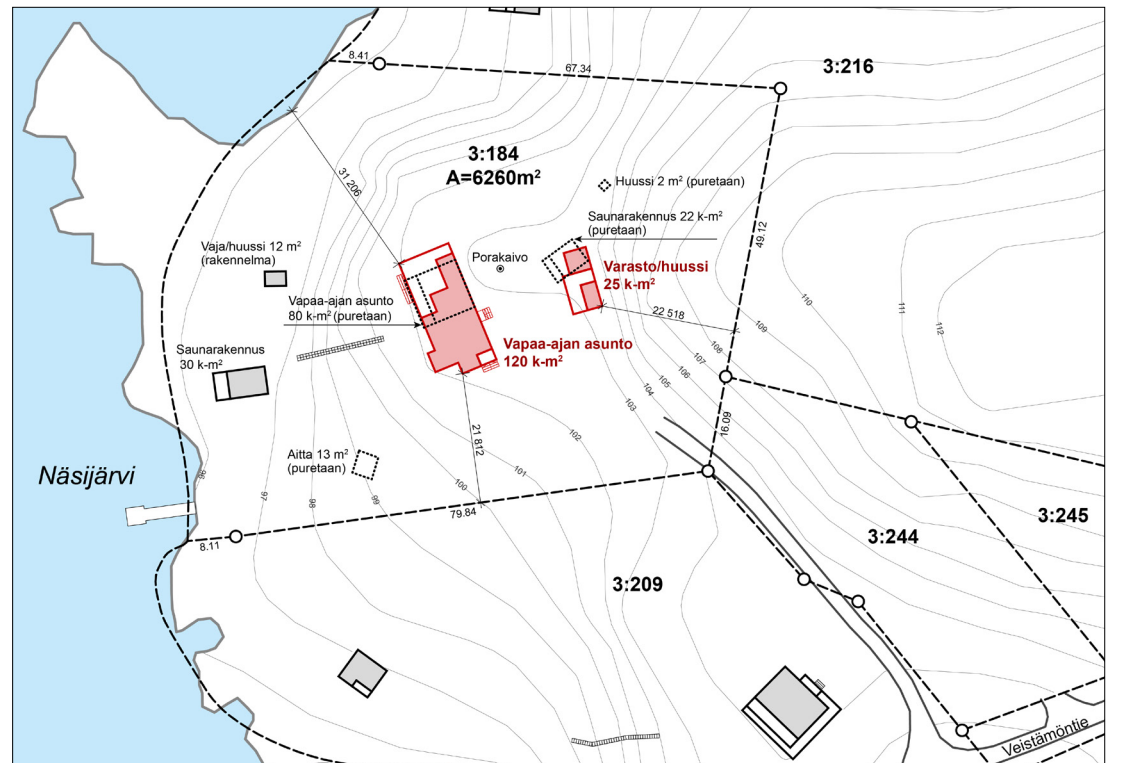 8.41
67.34
3:216
3:184
A=6260m²
31 206
Huussi 2 m² (puretaan)
Saunarakennus 22 k-m²
(puretaan)
49.12
Vaja/huussi 12 m²
(rakennelma)
Porakaivo
Varasto/huussi
25 k-m²
Vapaa-ajan asunto
80 k-m² (puretaan)
22 518
110
111
112
109
108
107
106
105
104
103
Saunarakennus
30 k-m²
Vapaa-ajan asunto
120 k-m²
21 812
16.09
102
101
100
99
98
97
96
Aitta 13 m²
(puretaan)
Näsijärvi
79.84
8.11
3:245
3:244
3:209
Veistämöntie